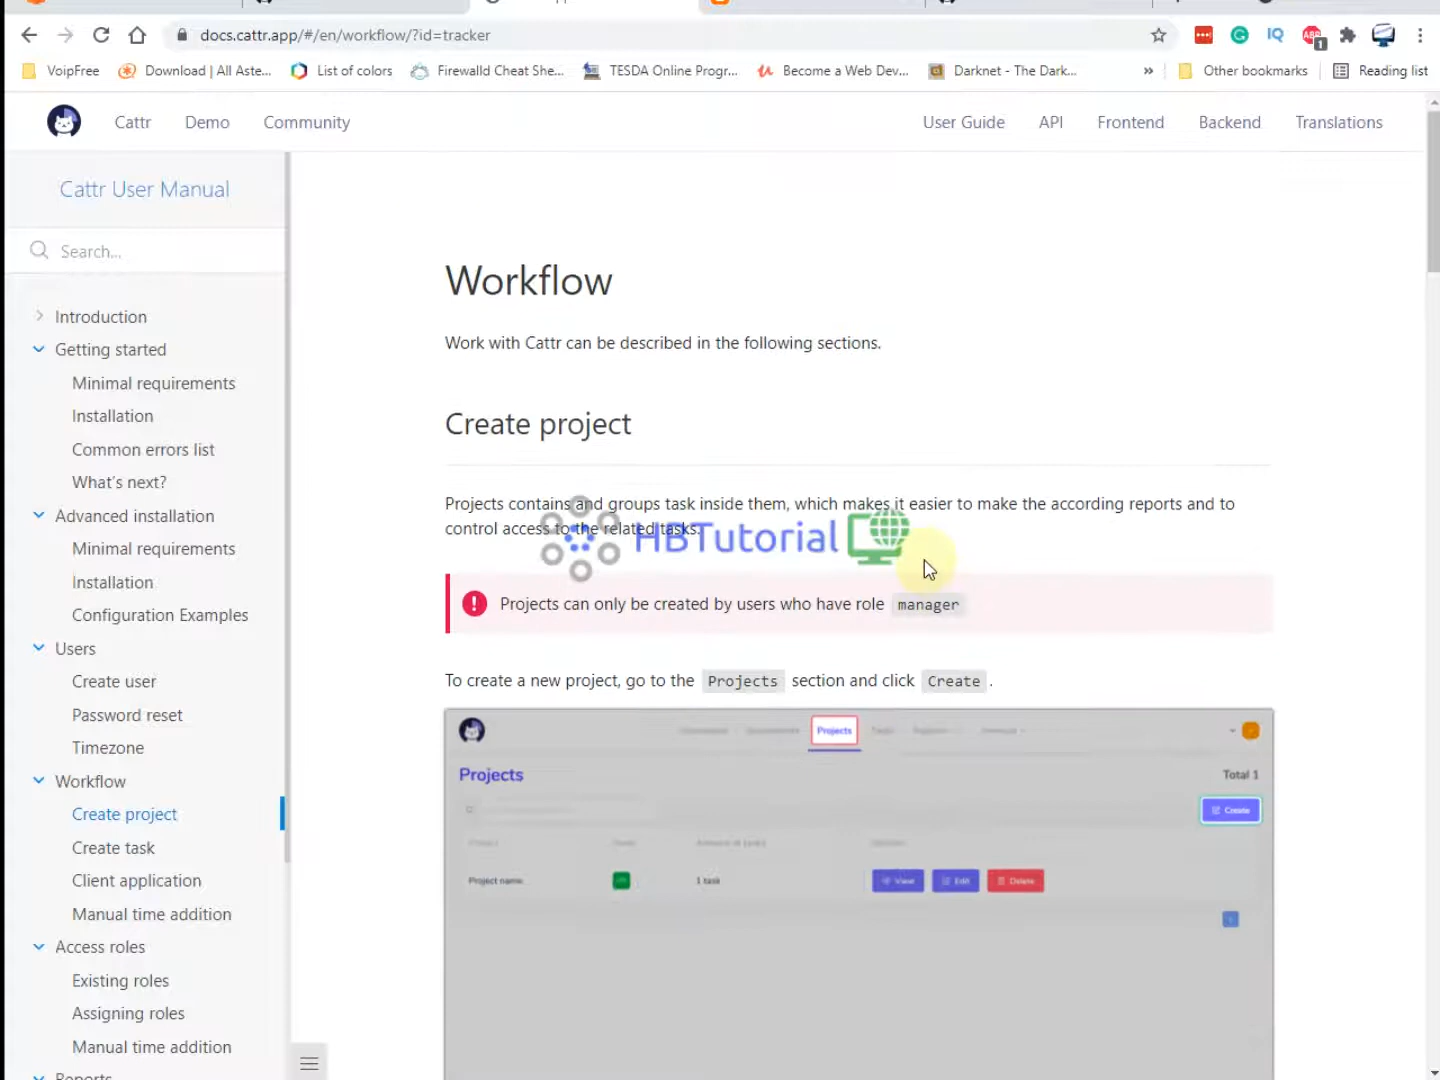 docs.cattr.app/#/en/workflow/?id=tracker
VoipFree
Download | All Aste...
List of colors
Firewalld Cheat She...
TESDA Online Progr...
Become a Web Dev...
Darknet - The Dark...
»
Other bookmarks
Reading list
Cattr
Demo
Community
User Guide
API
Frontend
Backend
Translations
Cattr User Manual
Search...
Introduction
Getting started
Minimal requirements
Installation
Common errors list
What's next?
Advanced installation
Minimal requirements
Installation
Configuration Examples
Users
Create user
Password reset
Timezone
Workflow
Create project
Create task
Client application
Manual time addition
Access roles
Existing roles
Assigning roles
Manual time addition
Reports
Workflow
Work with Cattr can be described in the following sections.
Create project
Projects contains and groups task inside them, which makes it easier to make the according reports and to
control access to the related tasks.
HBTutorial
Projects can only be created by users who have role manager
To create a new project, go to the Projects section and click Create .
Projects
Projects
Total 1
Create
Project name
1 task
View
Edit
Delete